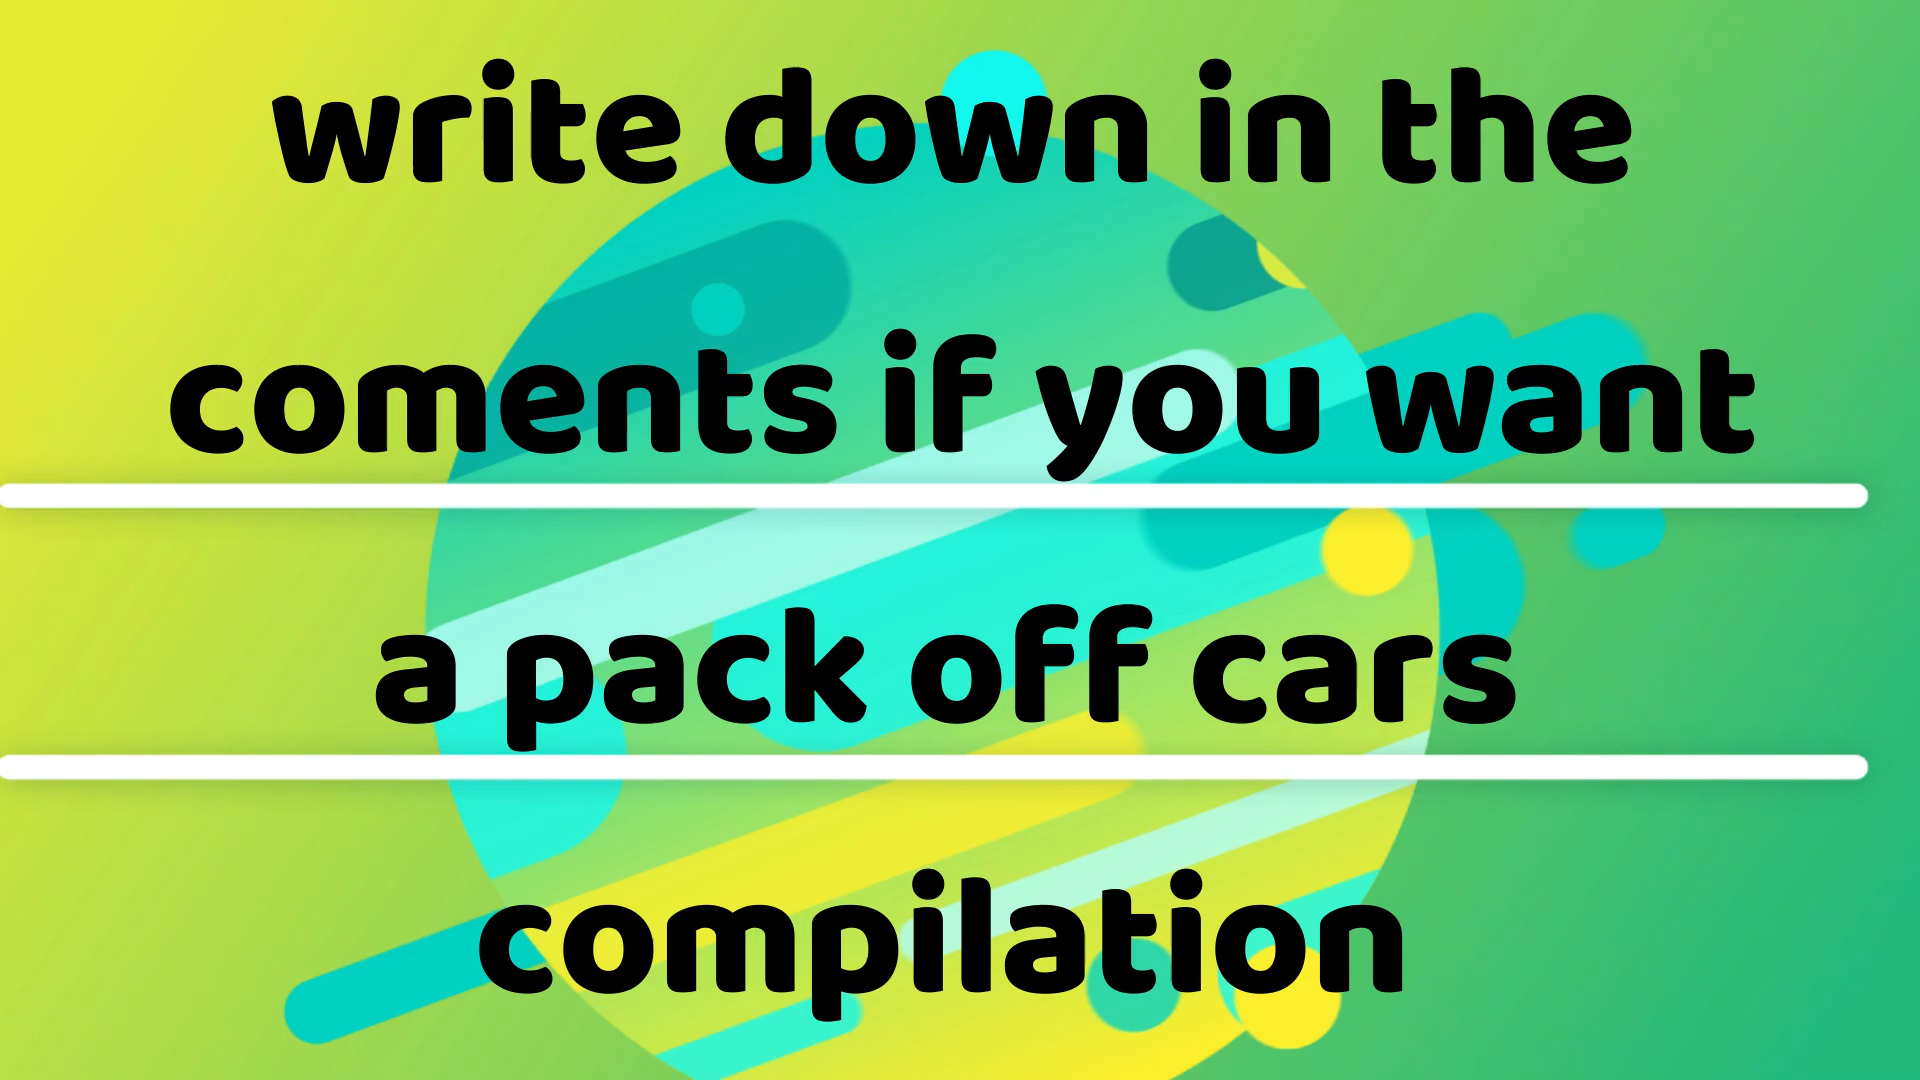 write down in the
coments if you want
a pack off cars
compilation